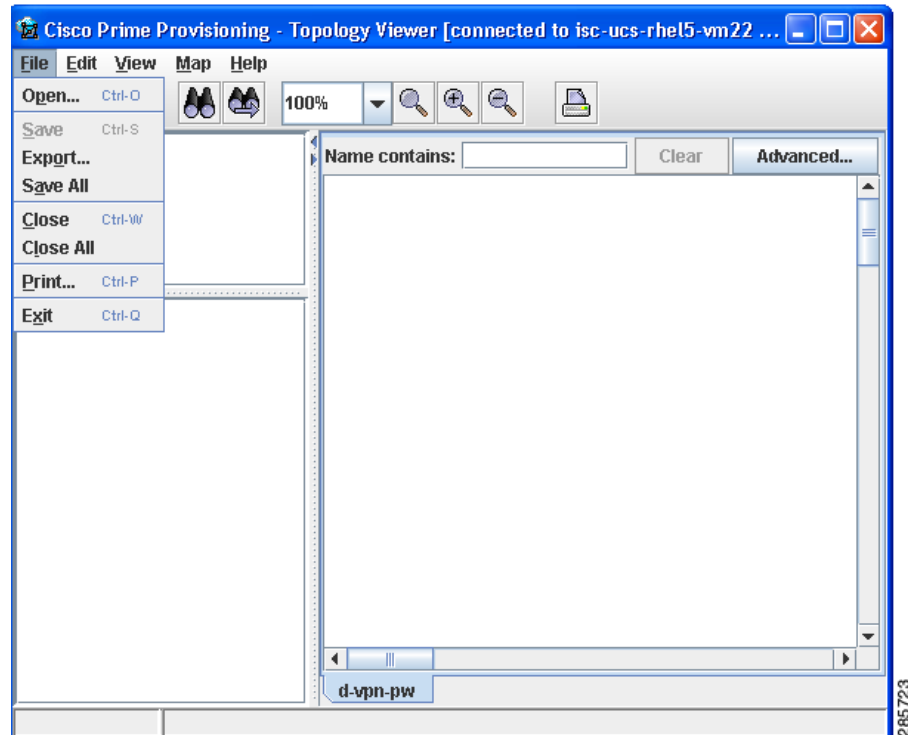 Cisco Prime Provisioning - Topology Viewer [connected to isc-ucs-rhel5-vm22 ...
File Edit View Map Help
Open... Ctrl-O
100%
Save Ctrl-S
Export...
Save All
Close Ctrl-W
Close All
Print... Ctrl-P
Exit Ctrl-Q
Name contains: Clear Advanced...
d-vpn-pw
285723